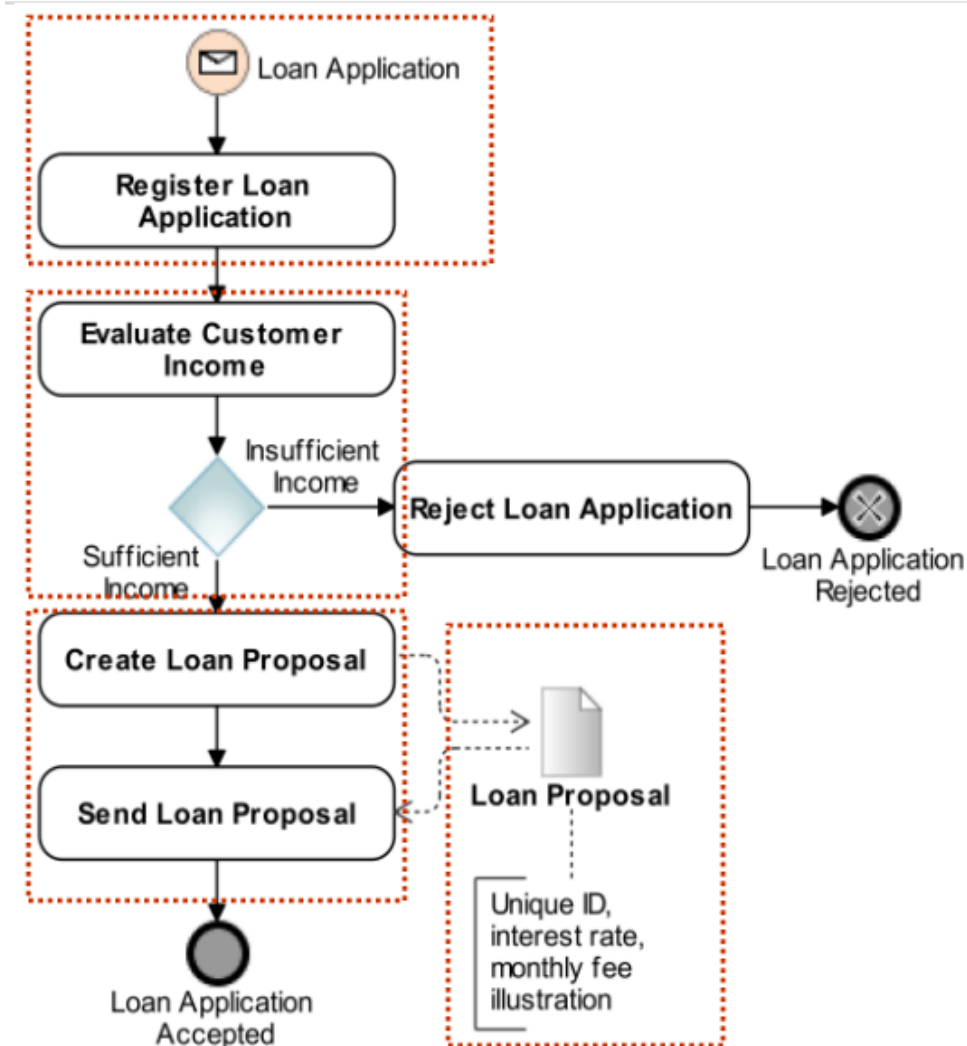 Loan Application
Register Loan
Application
Evaluate Customer
Income
Insufficient
Income
Reject Loan Application
Loan Application
Rejected
Sufficient
Income
Create Loan Proposal
Loan Proposal
Send Loan Proposal
Unique ID,
interest rate,
monthly fee
illustration
Loan Application
Accepted